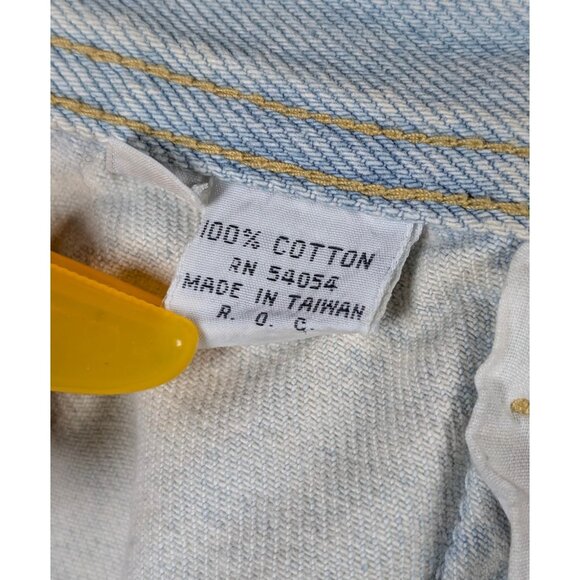 100% COTTON
RN 54054
MADE IN TAIWAN
R. O. C.